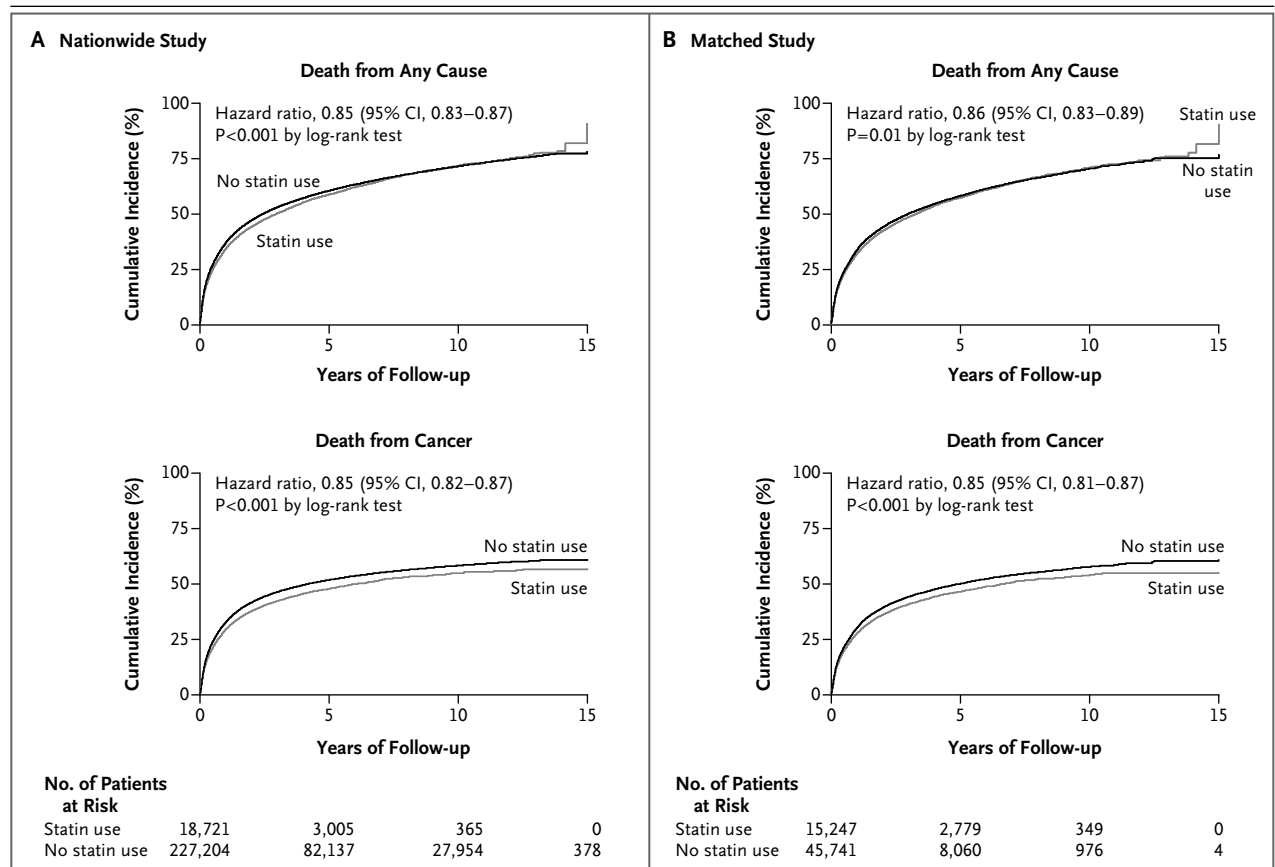 A Nationwide Study
Death from Any Cause
Cumulative Incidence (%)
100
75
50
25
0
Hazard ratio, 0.85 (95% CI, 0.83–0.87)
P<0.001 by log-rank test
No statin use
Statin use
0 5 10 15
Years of Follow-up
Death from Cancer
Cumulative Incidence (%)
100
75
50
25
0
Hazard ratio, 0.85 (95% CI, 0.82–0.87)
P<0.001 by log-rank test
No statin use
Statin use
0 5 10 15
Years of Follow-up
No. of Patients
at Risk
Statin use 18,721 3,005 365 0
No statin use 227,204 82,137 27,954 378
B Matched Study
Death from Any Cause
Cumulative Incidence (%)
100
75
50
25
0
Hazard ratio, 0.86 (95% CI, 0.83–0.89)
P=0.01 by log-rank test
Statin use
No statin
use
0 5 10 15
Years of Follow-up
Death from Cancer
Cumulative Incidence (%)
100
75
50
25
0
Hazard ratio, 0.85 (95% CI, 0.81–0.87)
P<0.001 by log-rank test
No statin use
Statin use
0 5 10 15
Years of Follow-up
No. of Patients
at Risk
Statin use 15,247 2,779 349 0
No statin use 45,741 8,060 976 4